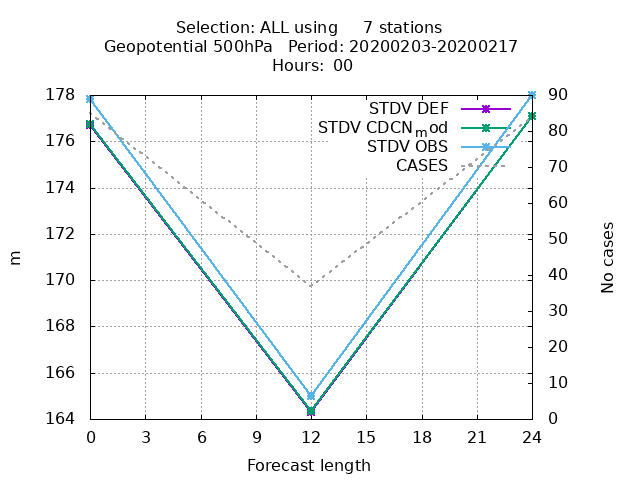 Selection: ALL using     7 stations
Geopotential 500hPa   Period: 20200203-20200217
Hours:  00
STDV DEF
STDV CDCN_mod
STDV OBS
CASES
178
176
174
172
170
168
166
164
90
80
70
60
50
40
30
20
10
0
m
No cases
0 3 6 9 12 15 18 21 24
Forecast length